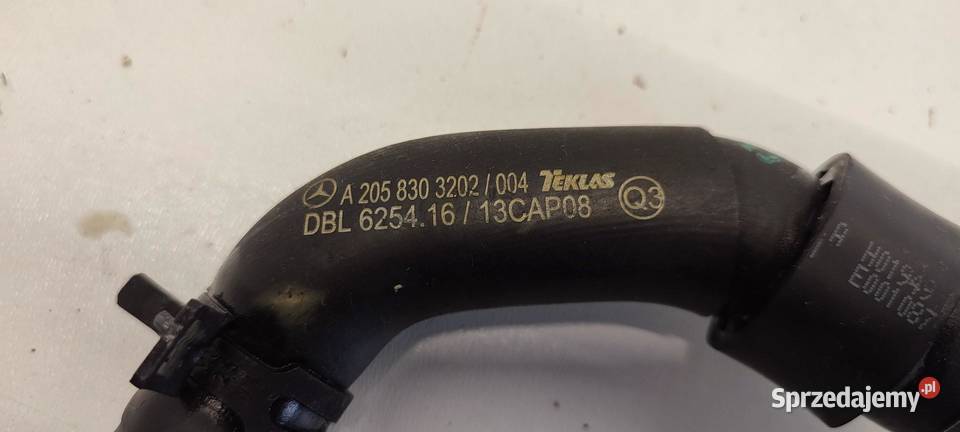 A 205 830 3202 / 004 TEKLAS
DBL 6254.16 / 13CAP08 Q3
Sprzedajemy.pl